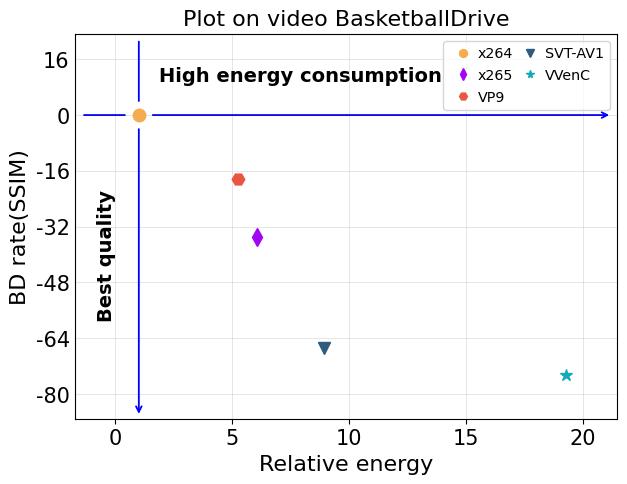 Plot on video BasketballDrive
x264
SVT-AV1
x265
VVenC
VP9
High energy consumption
Best quality
BD rate(SSIM)
16
0
-16
-32
-48
-64
-80
0
5
10
15
20
Relative energy